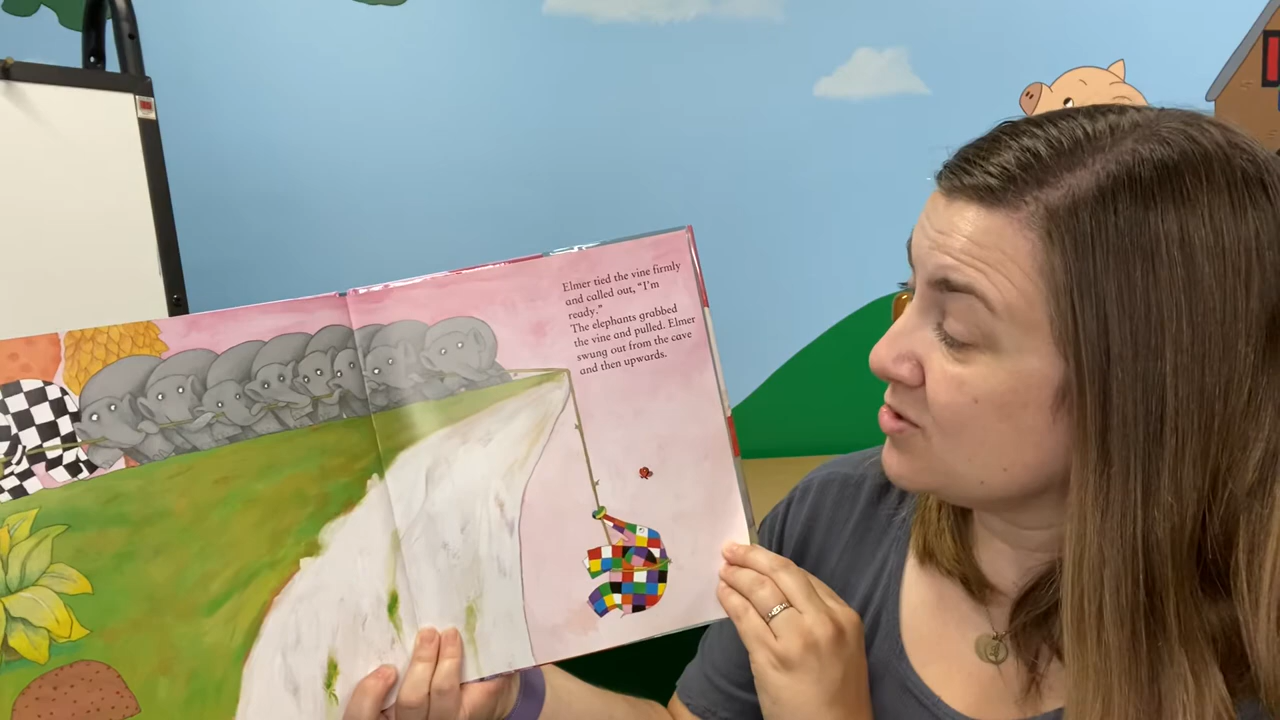 Elmer tied the vine firmly
and called out, “I'm
ready.”
The elephants grabbed
the vine and pulled. Elmer
swung out from the cave
and then upwards.